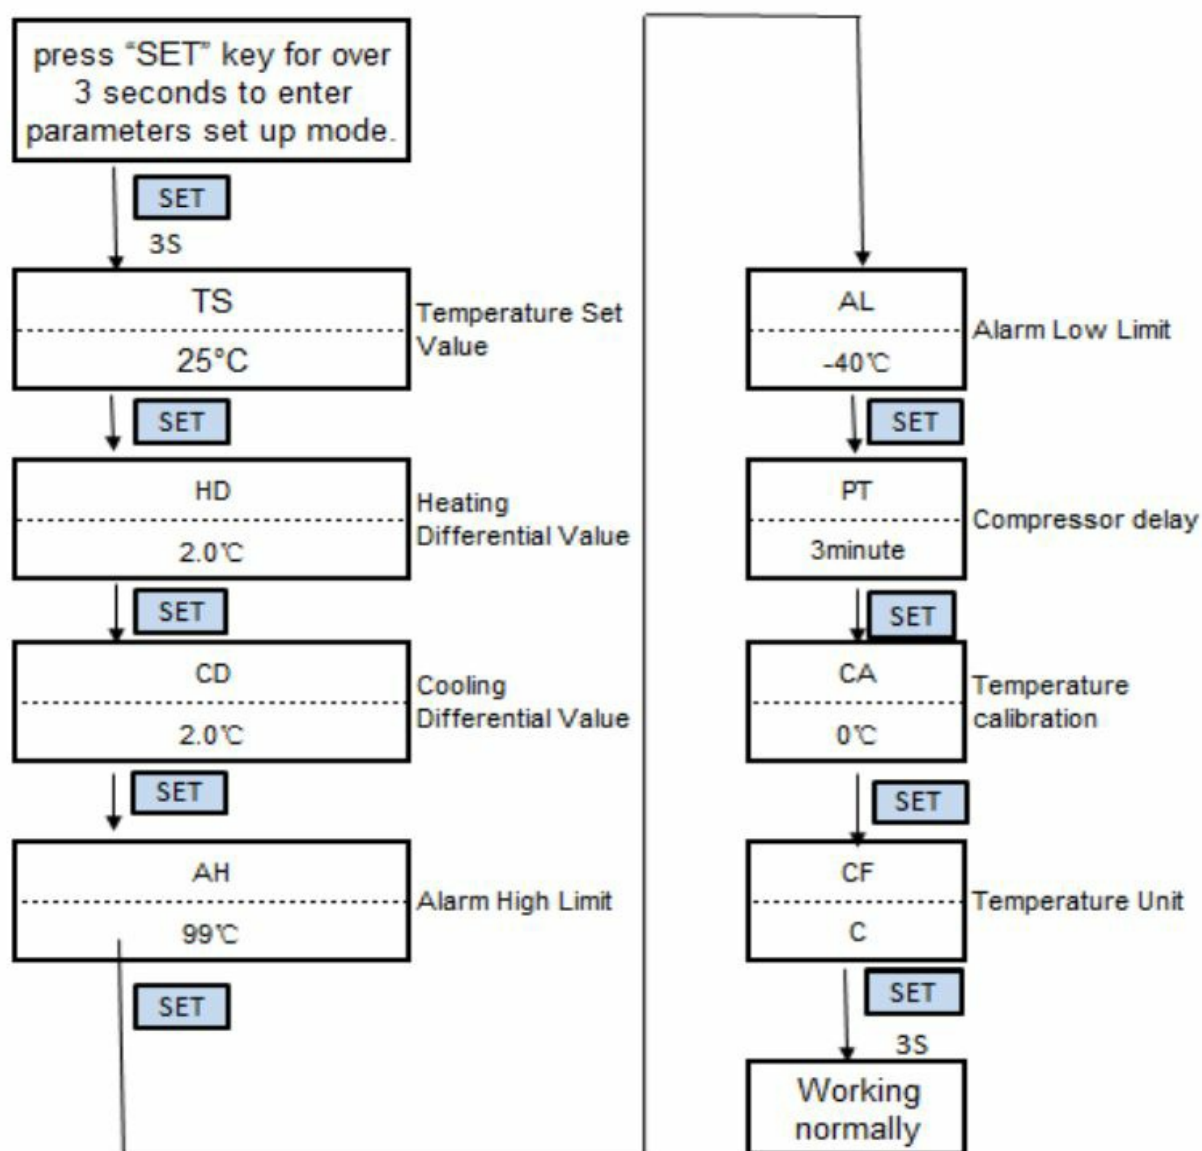 press “SET” key for over
3 seconds to enter
parameters set up mode.
SET
3S
TS
25°C
Temperature Set
Value
SET
HD
2.0℃
Heating
Differential Value
SET
CD
2.0℃
Cooling
Differential Value
SET
AH
99℃
Alarm High Limit
SET
AL
-40℃
Alarm Low Limit
SET
PT
3minute
Compressor delay
SET
CA
0℃
Temperature
calibration
SET
CF
C
Temperature Unit
SET
3S
Working
normally